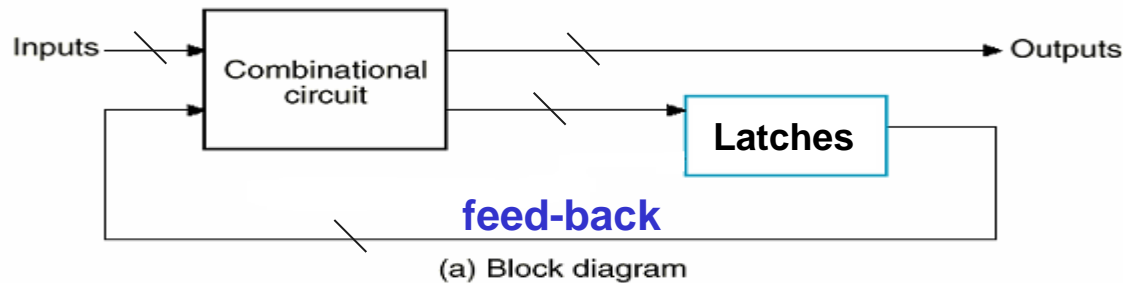 Inputs
Combinational
circuit
Outputs
Latches
feed-back
(a) Block diagram